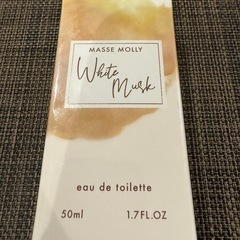 MASSE MOLLY
White
Musk
eau de toilette
50ml 1.7FL.OZ